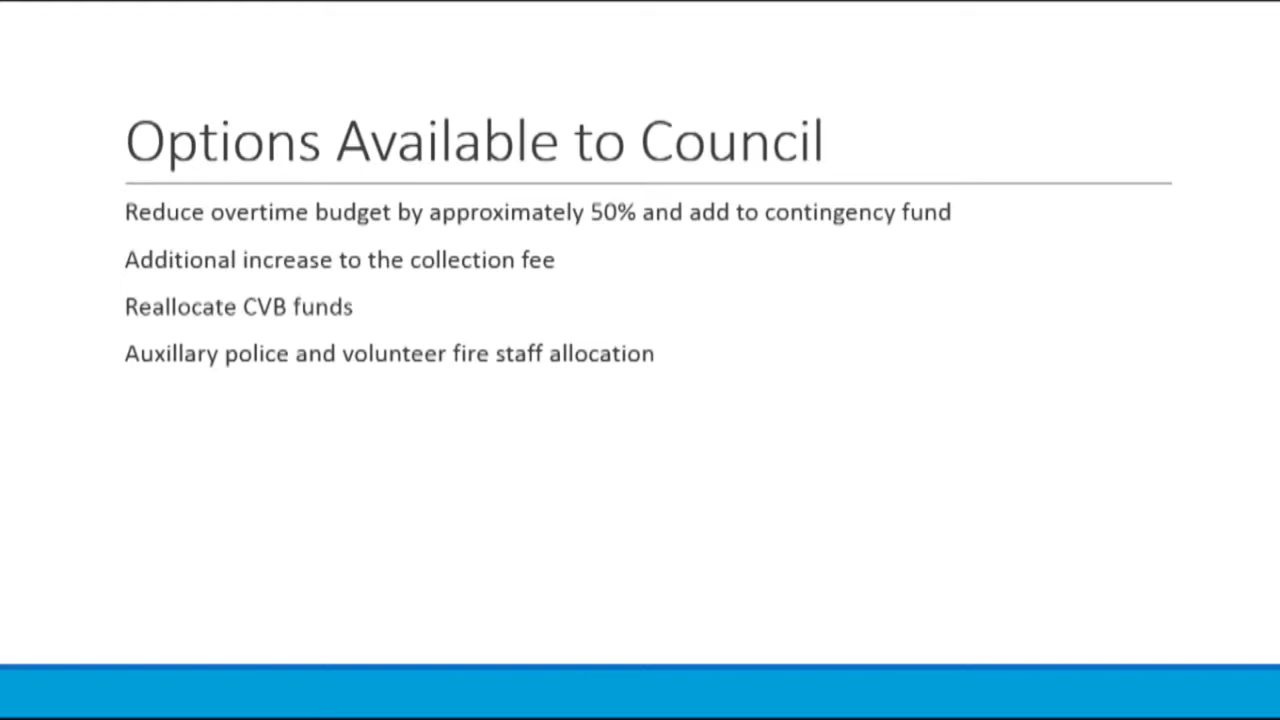 Options Available to Council
Reduce overtime budget by approximately 50% and add to contingency fund
Additional increase to the collection fee
Reallocate CVB funds
Auxillary police and volunteer fire staff allocation